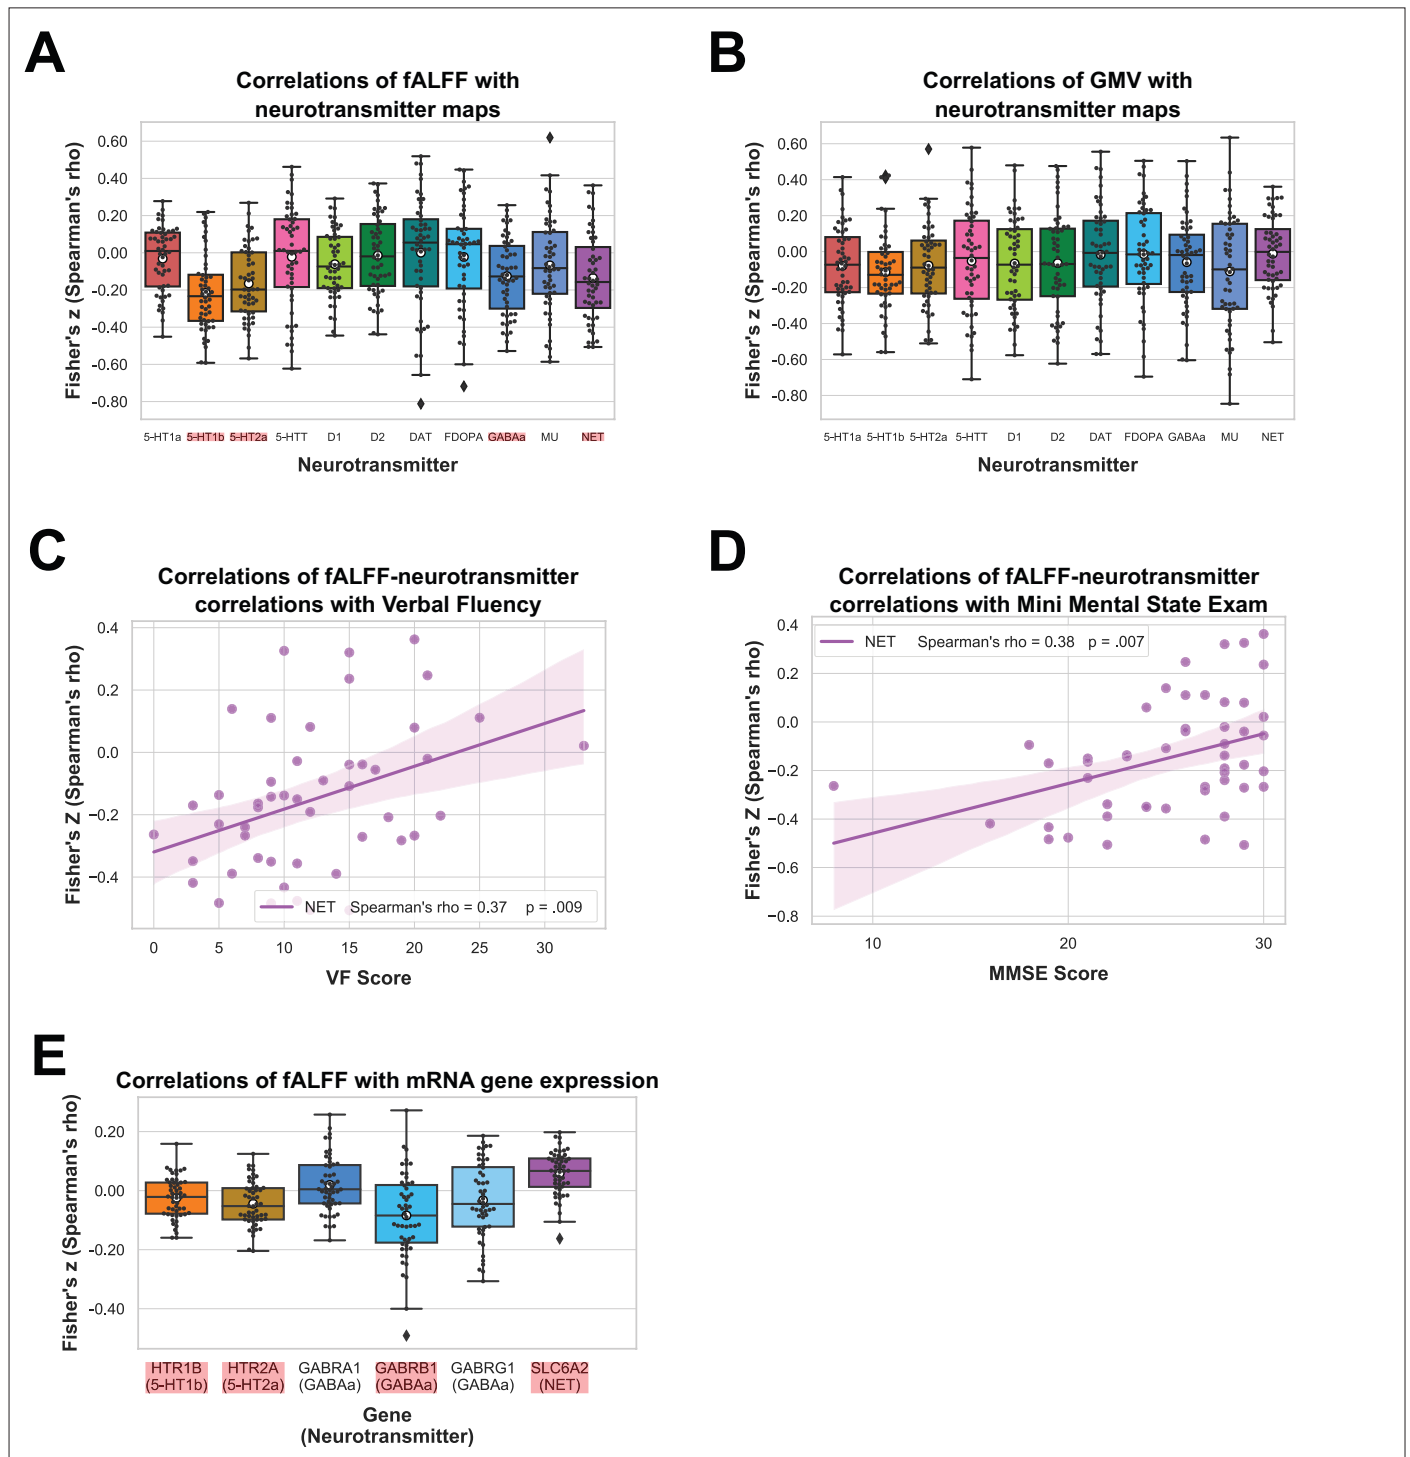 A
Correlations of fALFF with
neurotransmitter maps
Fisher's z (Spearman's rho)
0.60
0.40
0.20
0.00
-0.20
-0.40
-0.60
-0.80
5-HT1a 5-HT1b 5-HT2a 5-HTT D1 D2 DAT FDOPA GABAa MU NET
Neurotransmitter
B
Correlations of GMV with
neurotransmitter maps
Fisher's z (Spearman's rho)
0.60
0.40
0.20
0.00
-0.20
-0.40
-0.60
-0.80
5-HT1a 5-HT1b 5-HT2a 5-HTT D1 D2 DAT FDOPA GABAa MU NET
Neurotransmitter
C
Correlations of fALFF-neurotransmitter
correlations with Verbal Fluency
Fisher's Z (Spearman's rho)
0.4
0.2
0.0
−0.2
−0.4
NET Spearman's rho = 0.37 p = .009
0 5 10 15 20 25 30
VF Score
D
Correlations of fALFF-neurotransmitter
correlations with Mini Mental State Exam
Fisher's Z (Spearman's rho)
NET Spearman's rho = 0.38 p = .007
0.4
0.2
0.0
−0.2
−0.4
−0.6
−0.8
10 20 30
MMSE Score
E
Correlations of fALFF with mRNA gene expression
Fisher's z (Spearman's rho)
0.20
0.00
-0.20
-0.40
HTR1B HTR2A GABRA1 GABRB1 GABRG1 SLC6A2
(5-HT1b) (5-HT2a) (GABAa) (GABAa) (GABAa) (NET)
Gene
(Neurotransmitter)